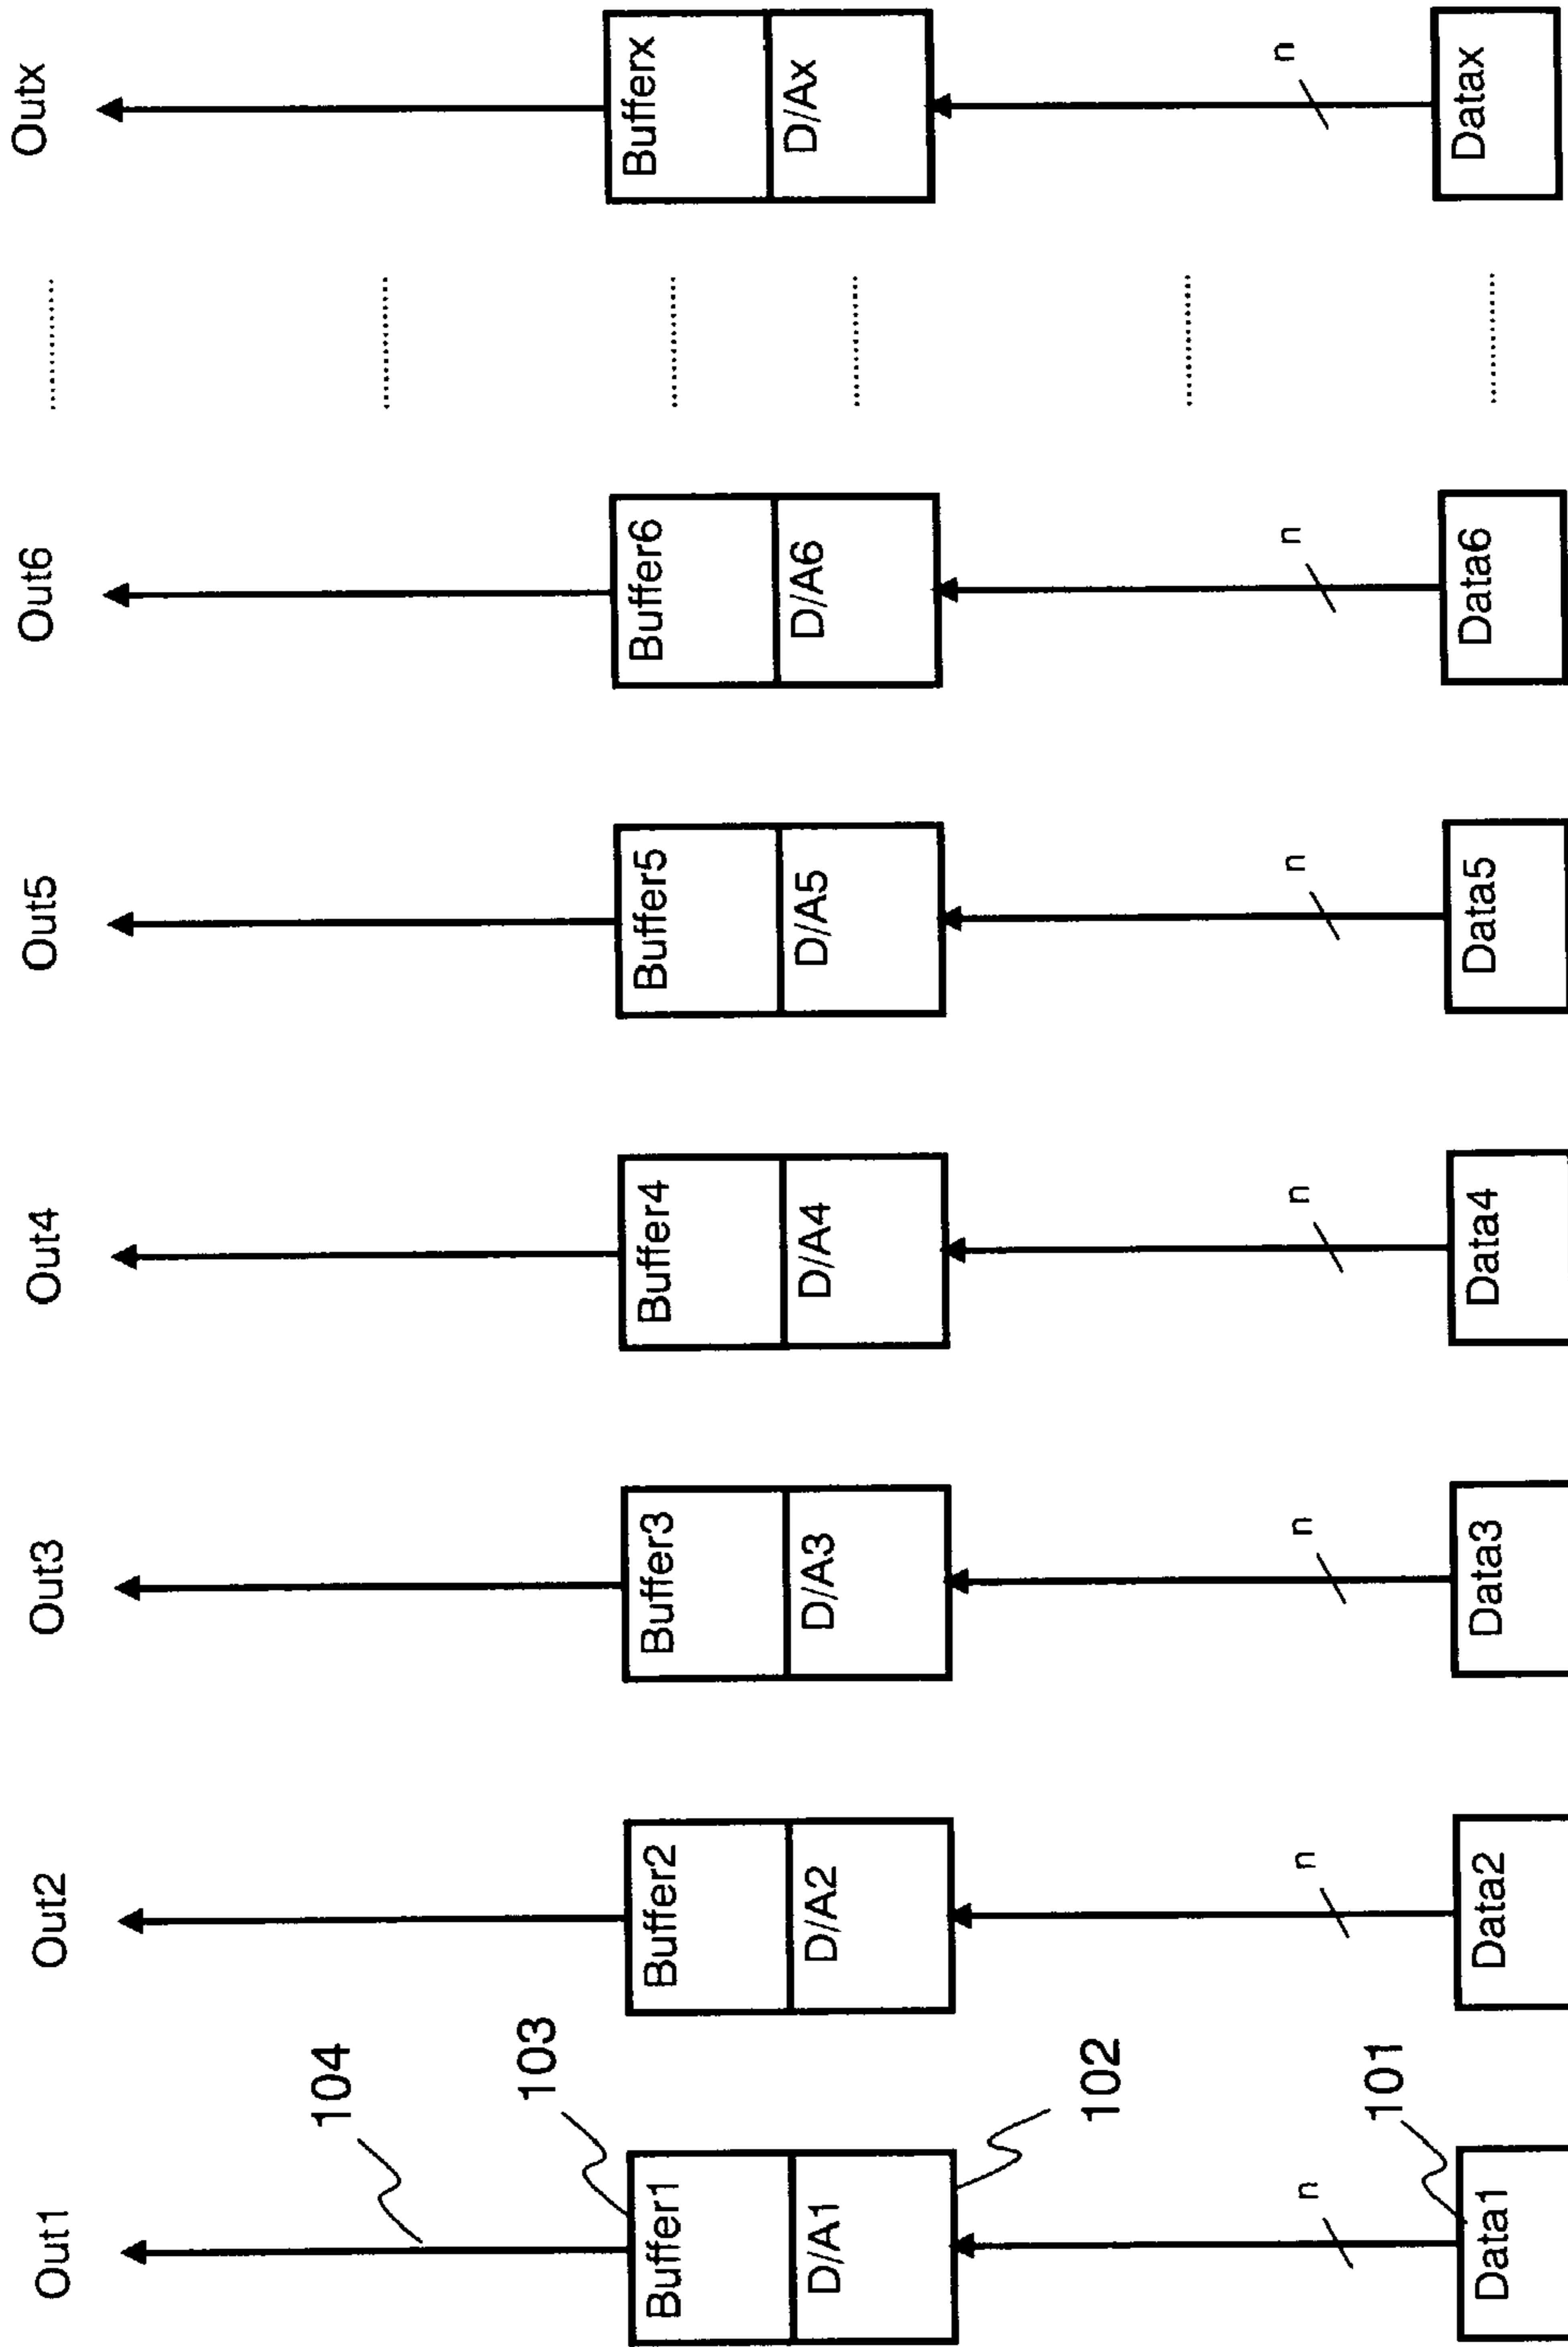 Out1 Out2 Out3 Out4 Out5 Out6 .......... Outx
104
..........
103
Buffer1 Buffer2 Buffer3 Buffer4 Buffer5 Buffer6 .......... Bufferx
D/A1 D/A2 D/A3 D/A4 D/A5 D/A6 .......... D/Ax
102
..........
n n n n n n n
101
Data1 Data2 Data3 Data4 Data5 Data6 .......... Datax